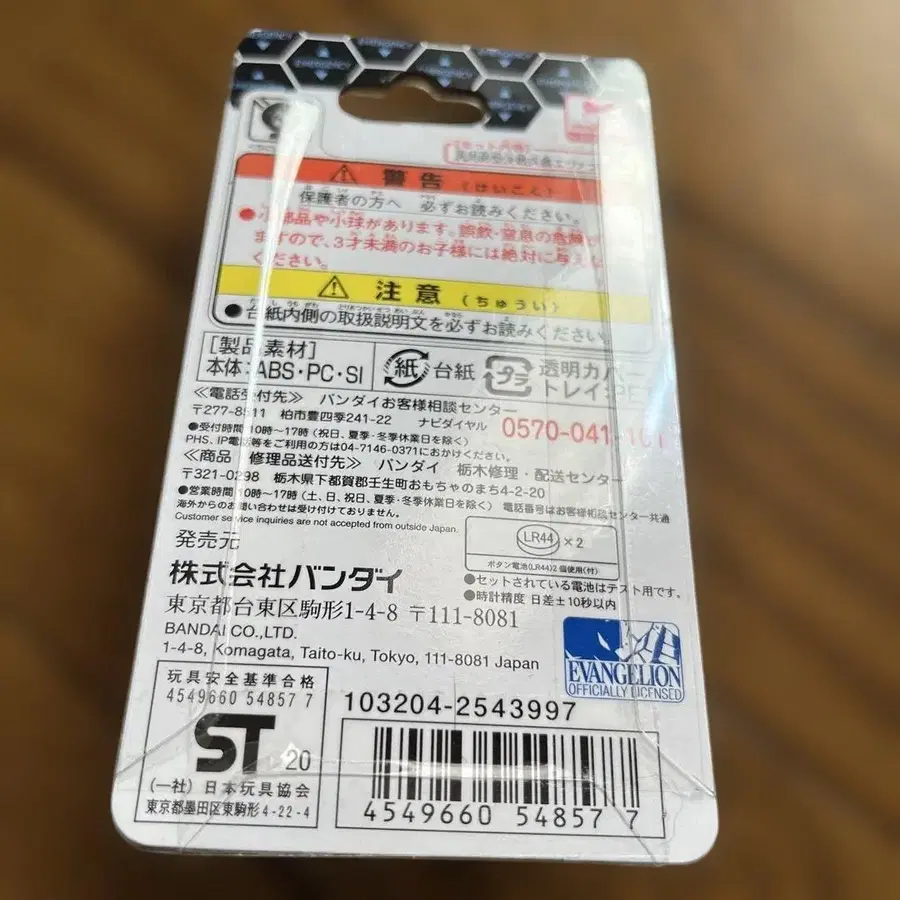 EMERGENCY
セット内容
警告 (けいこく)
保護者の方へ 必ずお読みください。
●小部品や小球があります。誤飲・窒息の危険が
ますので、3才未満のお子様には絶対に与えし
ください。
注意 (ちゅうい)
●台紙内側の取扱説明文を必ずお読みください。
[製品素材]
本体:ABS・PC・SI
紙 台紙
プラ 透明カバー
トレイ:PET
≪電話受付先≫ バンダイお客様相談センター
〒277-8511 柏市豊四季241-22 ナビダイヤル 0570-041-101
●受付時間 10時～17時 (祝日、夏季・冬季休業日を除く)
PHS、IP電話等をご利用の方は04-7146-0371におかけください。
≪商品 修理品送付先≫ バンダイ 栃木修理・配送センター
〒321-0298 栃木県下都賀郡壬生町おもちゃのまち4-2-20
●営業時間 10時～17時 (土、日、祝日、夏季・冬季休業日を除く) 電話番号はお客様相談センター共通
海外からのお問い合わせは受け付けておりません。
Customer service inquiries are not accepted from outside Japan.
LR44 ×2
ボタン電池(LR44)2個使用(付)
●セットされている電池はテスト用です。
●時計精度 日差±10秒以内
発売元
株式会社バンダイ
東京都台東区駒形1-4-8 〒111-8081
BANDAI CO.,LTD.
1-4-8, Komagata, Taito-ku, Tokyo, 111-8081 Japan
EVANGELION
OFFICIALLY LICENSED
玩具安全基準合格
4549660 54857 7
ST 20
(一社) 日本玩具協会
東京都墨田区東駒形4-22-4
103204-2543997
4549660 54857 7